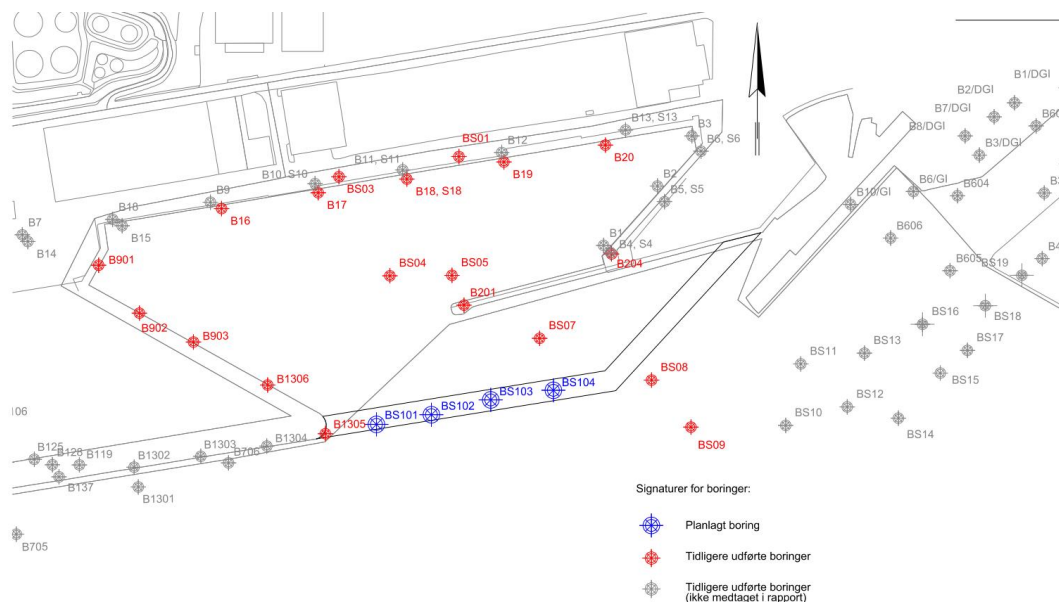 B1/DGI
B2/DGI
B7/DGI
B8/DGI
B3/DGI
B13, S13
B3
B6, S6
BS01
B12
B20
B19
B11, S11
B10, S10
BS03
B18, S18
B17
B2
B5, S5
B10/GI
B6/GI
B604
B9
B16
B18
B15
B7
B14
B606
B1
B4, S4
B204
B901
BS04
BS05
B605
BS19
B201
BS18
B902
B903
BS07
BS16
BS13
BS17
BS11
BS15
B1306
BS08
BS104
BS103
BS102
BS101
BS12
BS10
BS14
B1305
BS09
106
B125
B128
B119
B1302
B1303
B706
B1304
B137
B1301
B705
Signaturer for boringer:
Planlagt boring
Tidligere udførte boringer
Tidligere udførte boringer
(ikke medtaget i rapport)